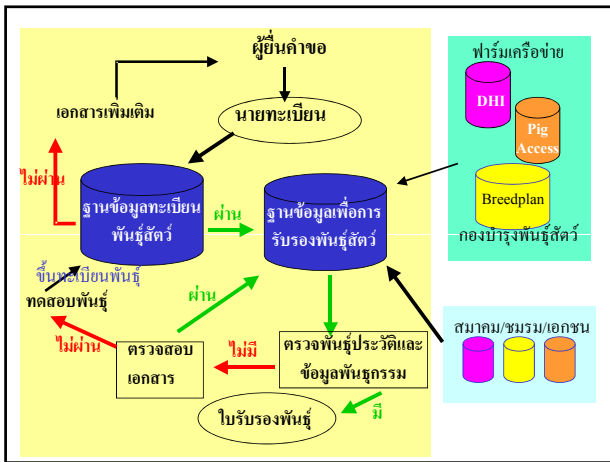 ผู้ยื่นคำขอ
นายทะเบียน
เอกสารเพิ่มเติม
ไม่ผ่าน
ฐานข้อมูลทะเบียน
พันธุ์สัตว์
ผ่าน
ฐานข้อมูลเพื่อการ
รับรองพันธุ์สัตว์
ขึ้นทะเบียนพันธุ์
ทดสอบพันธุ์
ผ่าน
ไม่ผ่าน
ตรวจสอบ
เอกสาร
ไม่มี
ตรวจพันธุ์ประวัติและ
ข้อมูลพันธุกรรม
มี
ใบรับรองพันธุ์
ฟาร์มเครือข่าย
DHI
Pig
Access
Breedplan
กองบำรุงพันธุ์สัตว์
สมาคม/ชมรม/เอกชน